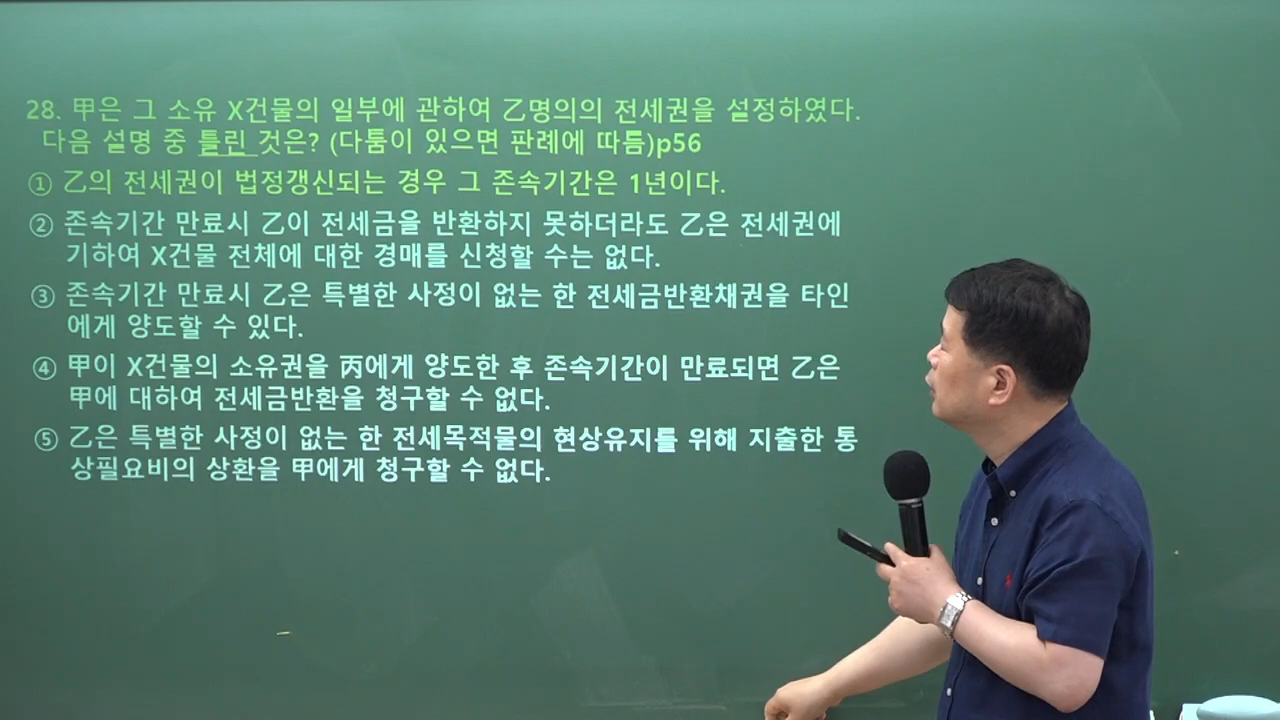 28. 甲은 그 소유 X건물의 일부에 관하여 乙명의의 전세권을 설정하였다.
다음 설명 중 틀린 것은? (다툼이 있으면 판례에 따듬)p56
① 乙의 전세권이 법정갱신되는 경우 그 존속기간은 1년이다.
② 존속기간 만료시 乙이 전세금을 반환하지 못하더라도 乙은 전세권에
기하여 X건물 전체에 대한 경매를 신청할 수는 없다.
③ 존속기간 만료시 乙은 특별한 사정이 없는 한 전세금반환채권을 타인
에게 양도할 수 있다.
④ 甲이 X건물의 소유권을 丙에게 양도한 후 존속기간이 만료되면 乙은
甲에 대하여 전세금반환을 청구할 수 없다.
⑤ 乙은 특별한 사정이 없는 한 전세목적물의 현상유지를 위해 지출한 통
상필요비의 상환을 甲에게 청구할 수 없다.